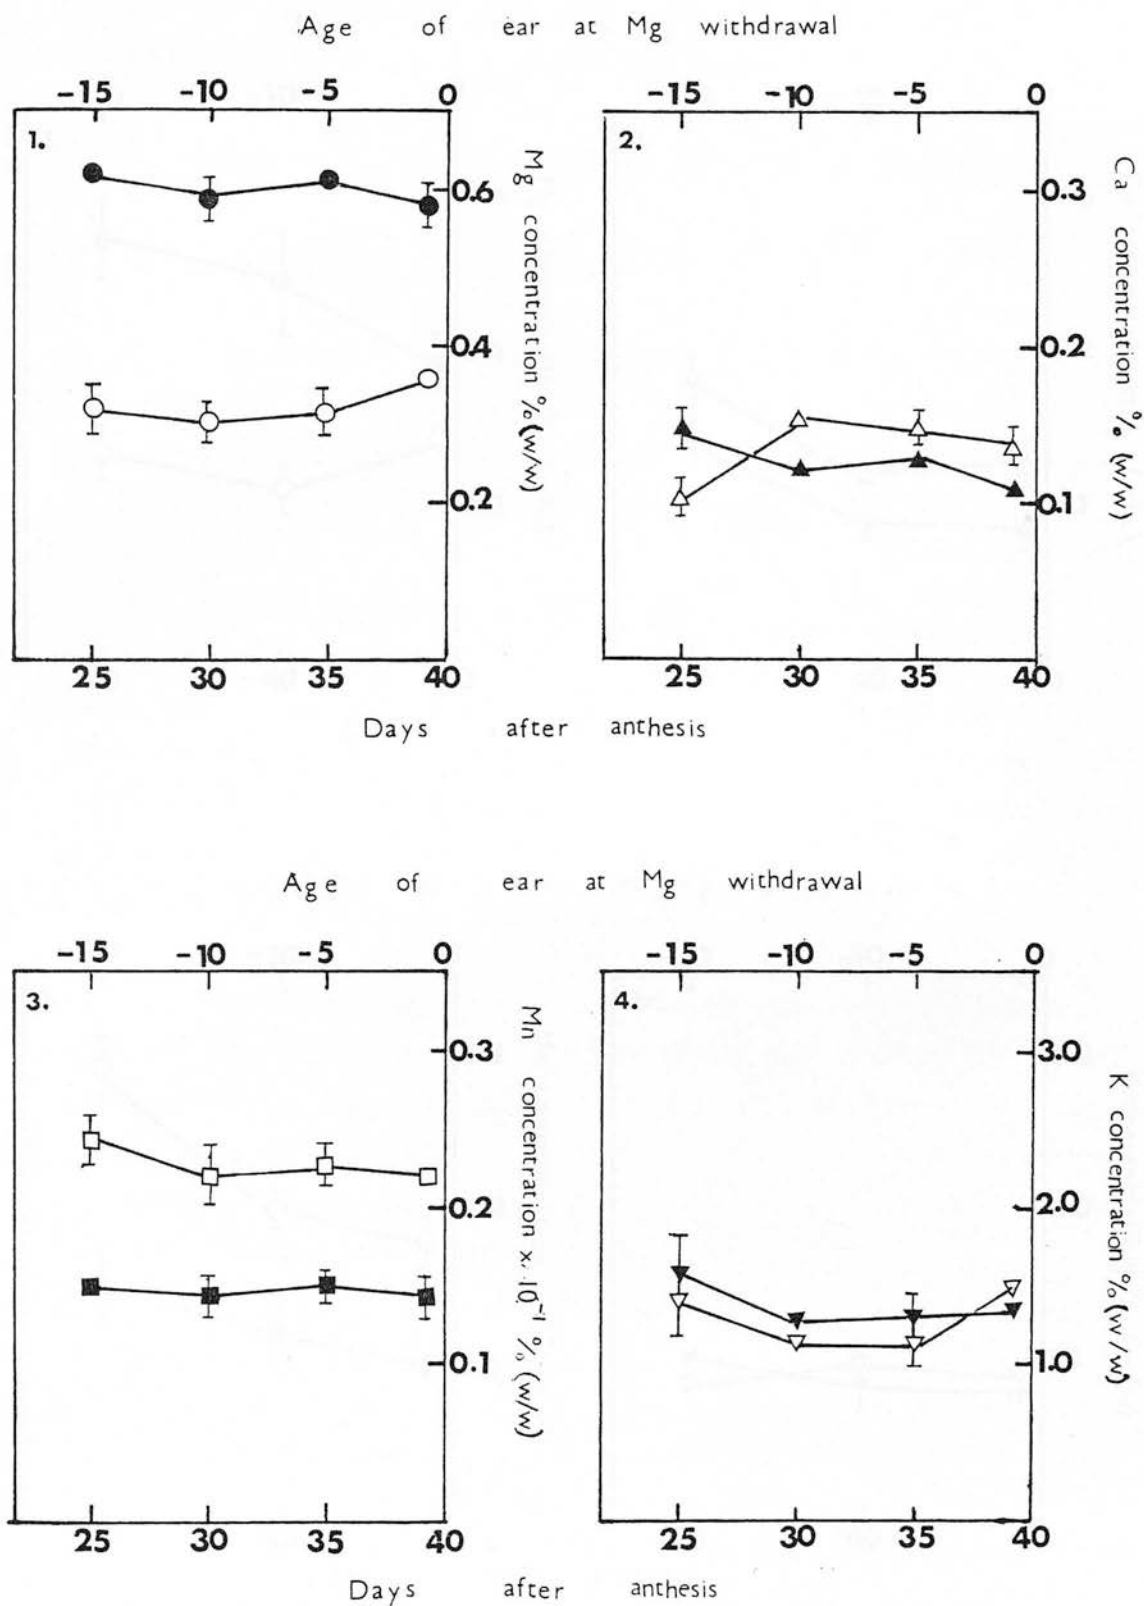 Age of ear at Mg withdrawal
-15 -10 -5 0
-15 -10 -5 0
1.
0.6
0.4
0.2
Mg concentration % (w/w)
25 30 35 40
2.
0.3
0.2
0.1
Ca concentration % (w/w)
25 30 35 40
Days after anthesis
Age of ear at Mg withdrawal
-15 -10 -5 0
-15 -10 -5 0
3.
0.3
0.2
0.1
Mn concentration x 10⁻¹ % (w/w)
25 30 35 40
4.
3.0
2.0
1.0
K concentration % (w/w)
25 30 35 40
Days after anthesis